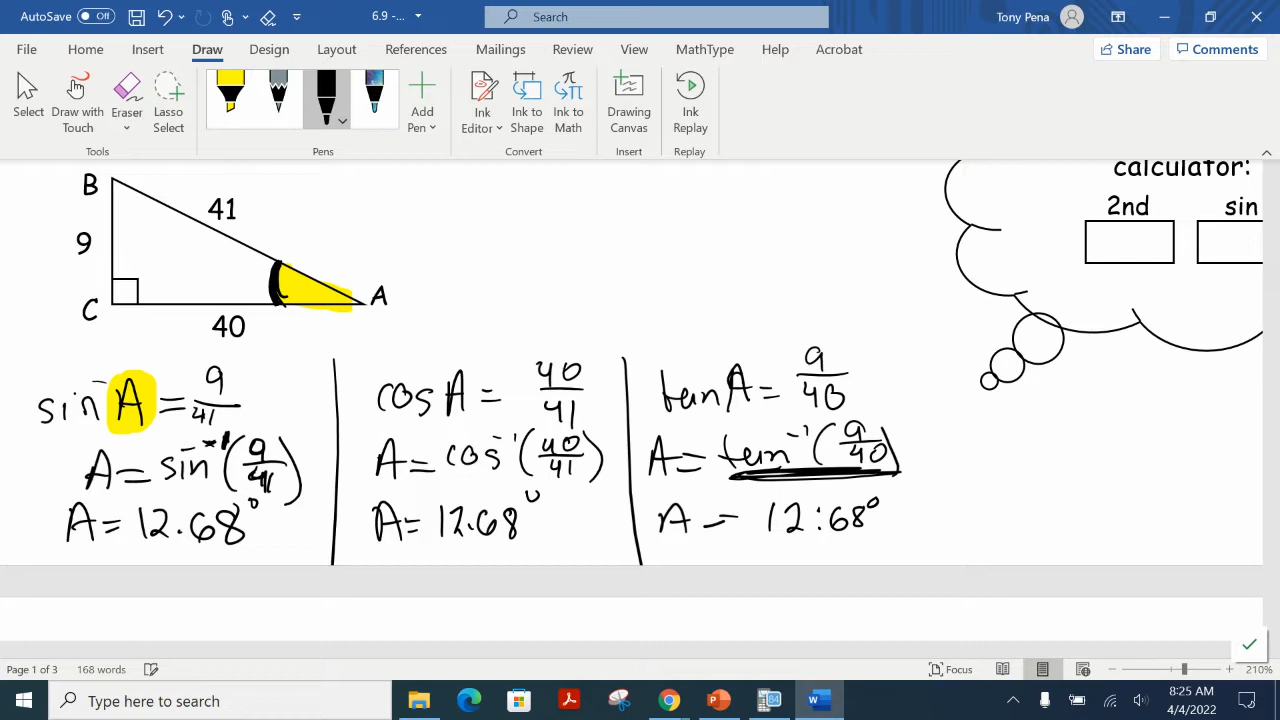 AutoSave Off 6.9 -... Search Tony Pena
File Home Insert Draw Design Layout References Mailings Review View MathType Help Acrobat Share Comments
Select Draw with Touch Eraser Lasso Select Add Pen Ink Editor Ink to Shape Ink to Math Drawing Canvas Ink Replay
Tools Pens Convert Insert Replay
calculator:
2nd sin
B
41
9
C
A
40
sin A = 9/41
A = sin⁻¹(9/41)
A = 12.68°
cos A = 40/41
A = cos⁻¹(40/41)
A = 12.68°
tan A = 9/40
A = tan⁻¹(9/40)
A = 12.68°
Page 1 of 3 168 words Focus 210%
Type here to search 84 8:25 AM
4/4/2022